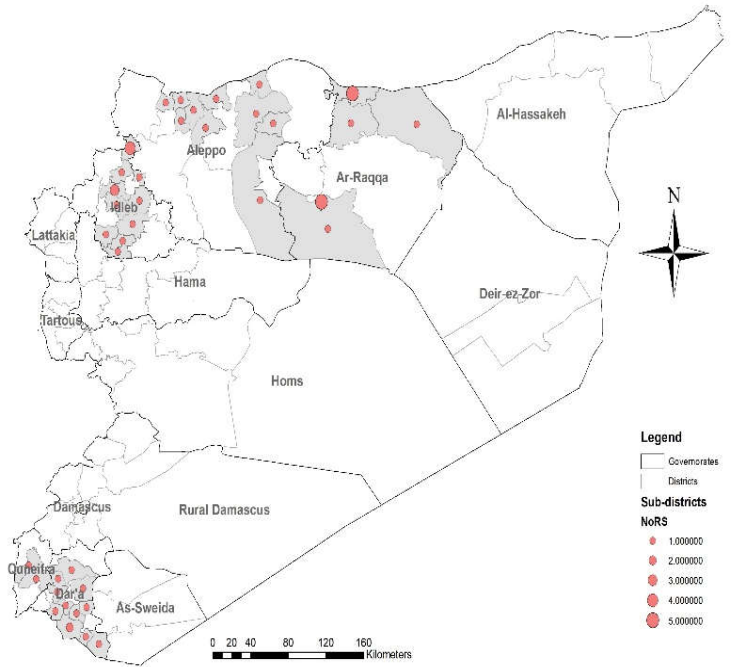 Al-Hassakeh
Aleppo
Ar-Raqqa
N
Idleb
Lattakia
Hama
Deir-ez-Zor
Tartous
Homs
Legend
Governorates
Districts
Sub-districts
NoRS
1.000000
2.000000
3.000000
4.000000
5.000000
Damascus
Rural Damascus
Quneitra
Dar'a
As-Sweida
0 20 40 80 120 160
Kilometers